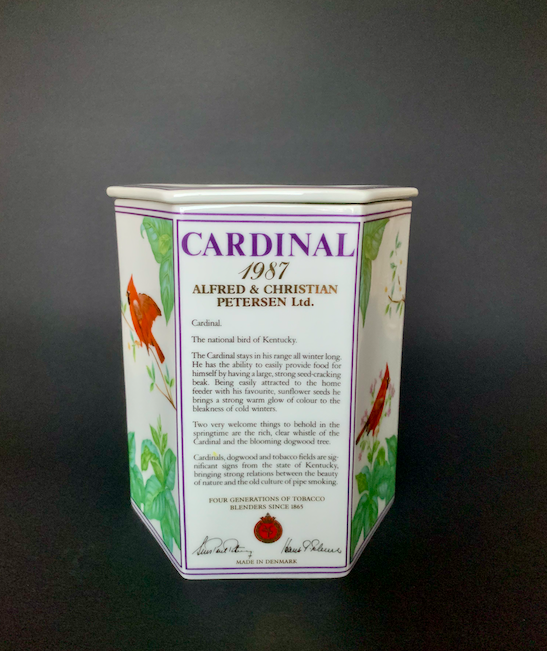 CARDINAL
1987
ALFRED & CHRISTIAN
PETERSEN Ltd.
Cardinal.
The national bird of Kentucky.
The Cardinal stays in his range all winter long.
He has the ability to easily provide food for
himself by having a large, strong seed-cracking
beak. Being easily attracted to the home
feeder with his favourite, sunflower seeds he
brings a strong warm glow of colour to the
bleakness of cold winters.
Two very welcome things to behold in the
springtime are the rich, clear whistle of the
Cardinal and the blooming dogwood tree.
Cardinals, dogwood and tobacco fields are sig-
nificant signs from the state of Kentucky,
bringing strong relations between the beauty
of nature and the old culture of pipe smoking.
FOUR GENERATIONS OF TOBACCO
BLENDERS SINCE 1865
MADE IN DENMARK